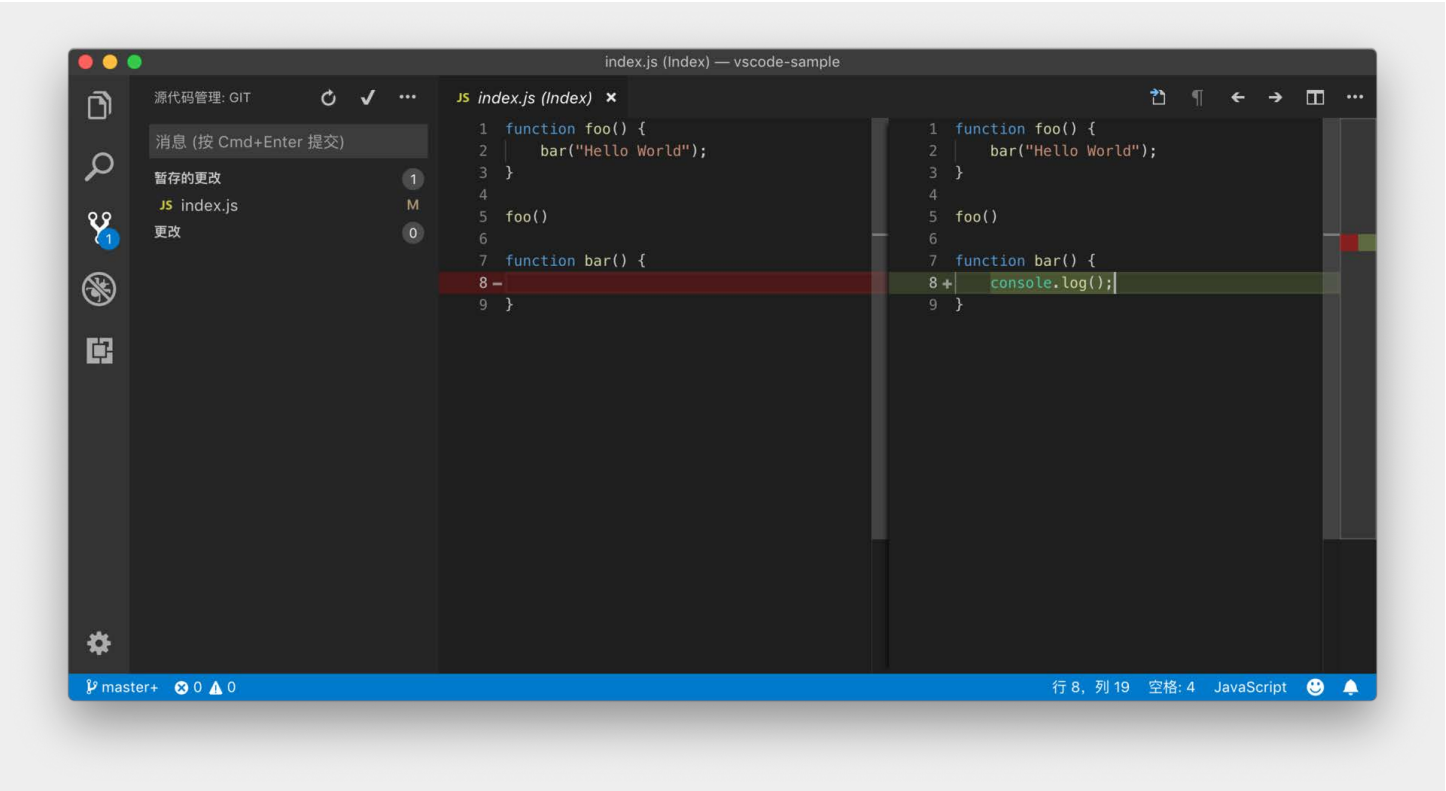 index.js (Index) — vscode-sample
源代码管理: GIT
消息 (按 Cmd+Enter 提交)
暂存的更改 1
JS index.js M
更改 0
1
JS index.js (Index) ×
1 function foo() {
2 bar("Hello World");
3 }
4
5 foo()
6
7 function bar() {
8 −
9 }
1 function foo() {
2 bar("Hello World");
3 }
4
5 foo()
6
7 function bar() {
8 + console.log();
9 }
master+ 0 0
行 8，列 19 空格: 4 JavaScript